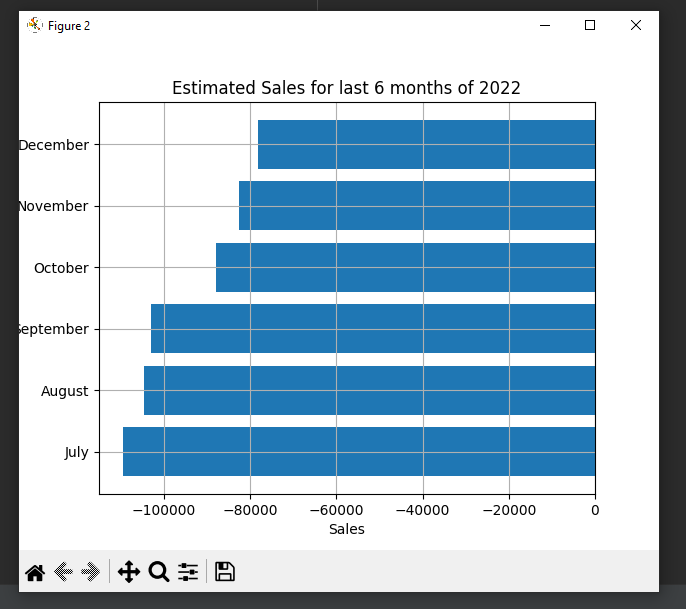 Figure 2
Estimated Sales for last 6 months of 2022
December
November
October
September
August
July
−100000 −80000 −60000 −40000 −20000 0
Sales